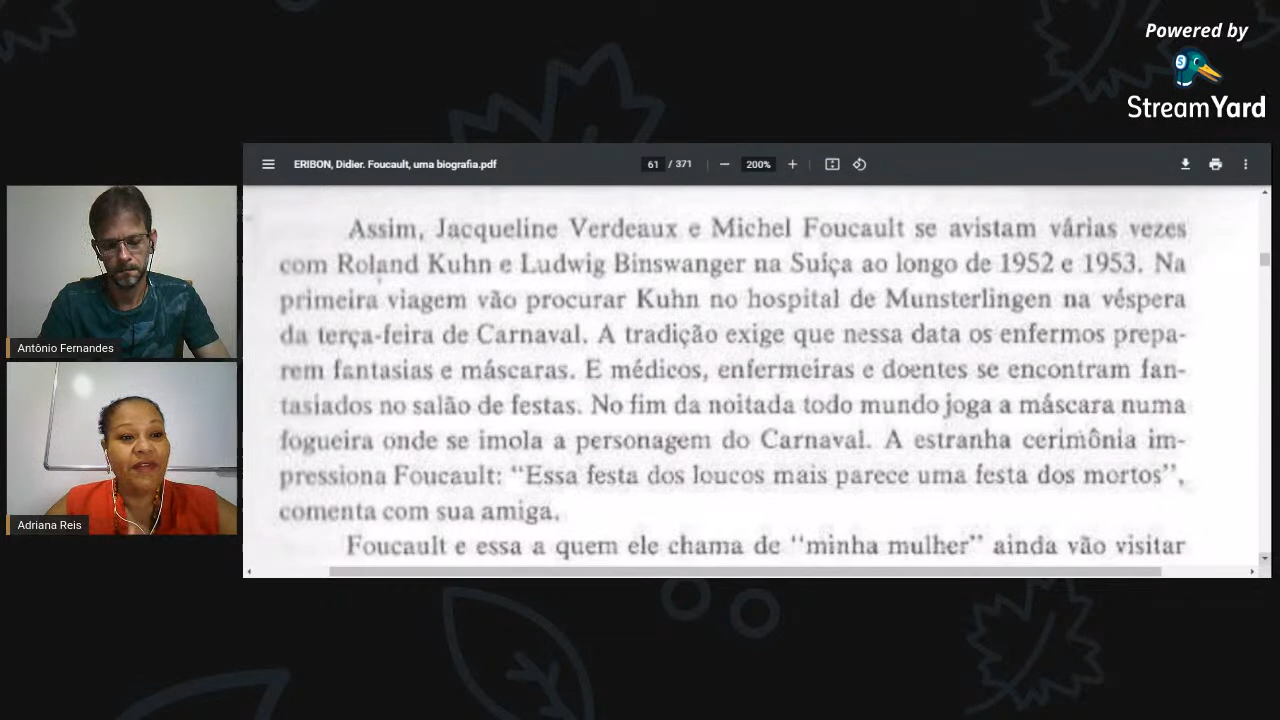 Powered by
StreamYard
ERIBON, Didier. Foucault, uma biografia.pdf
61 / 371
200%
Assim, Jacqueline Verdeaux e Michel Foucault se avistam várias vezes
com Roland Kuhn e Ludwig Binswanger na Suíça ao longo de 1952 e 1953. Na
primeira viagem vão procurar Kuhn no hospital de Munsterlingen na véspera
da terça-feira de Carnaval. A tradição exige que nessa data os enfermos prepa-
rem fantasias e máscaras. E médicos, enfermeiras e doentes se encontram fan-
tasiados no salão de festas. No fim da noitada todo mundo joga a máscara numa
fogueira onde se imola a personagem do Carnaval. A estranha cerimônia im-
pressiona Foucault: “Essa festa dos loucos mais parece uma festa dos mortos”,
comenta com sua amiga.
Foucault e essa a quem ele chama de “minha mulher” ainda vão visitar
Antônio Fernandes
Adriana Reis